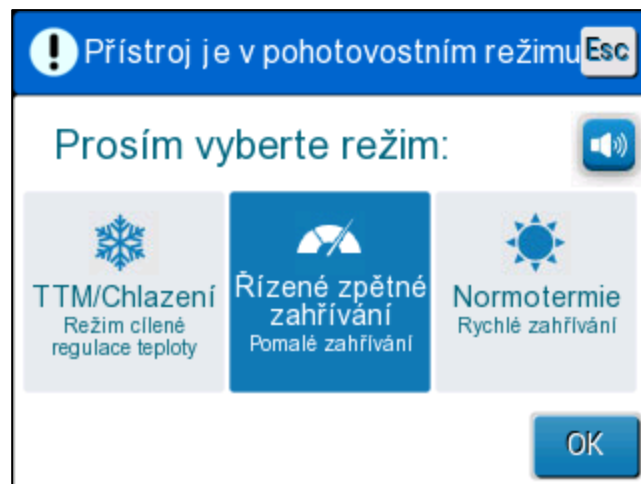 Přístroj je v pohotovostním režimu
Esc
Prosím vyberte režim:
TTM/Chlazení
Režim cílené
regulace teploty
Řízené zpětné
zahřívání
Pomalé zahřívání
Normotermie
Rychlé zahřívání
OK